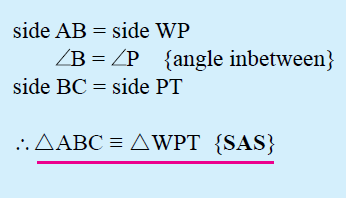 side AB = side WP
∠B = ∠P {angle inbetween}
side BC = side PT
∴ △ABC ≡ △WPT {SAS}